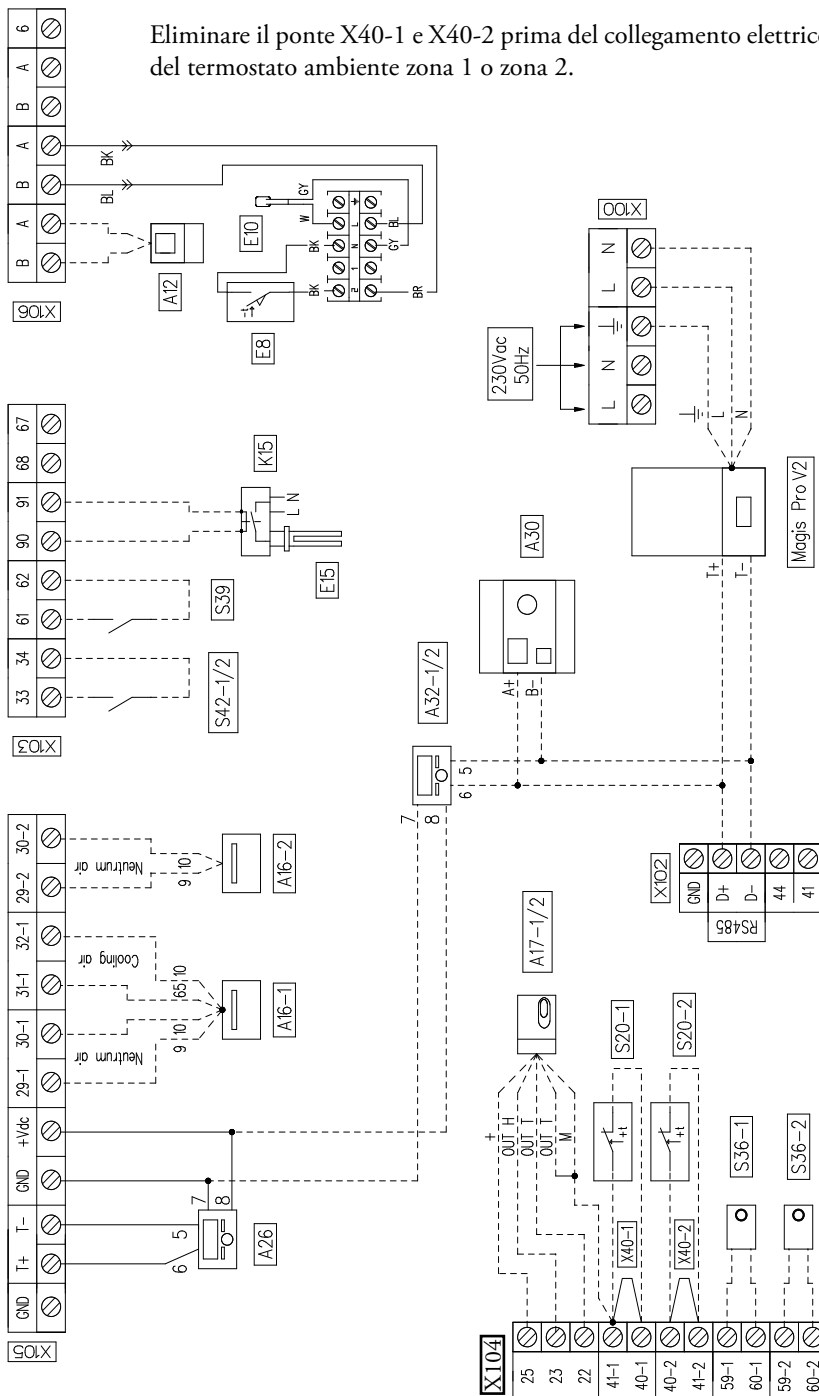 Eliminare il ponte X40-1 e X40-2 prima del collegamento elettrico
del termostato ambiente zona 1 o zona 2.
6
A
B
A
B
A
B
X106
BK
BL
A12
E10
W
GY
BK
BK
E8
2 1 N L
GY
BL
BR
67
68
91
90
62
61
34
33
X103
K15
L N
E15
S39
S42-1/2
X100
N
L
N
L
230Vac
50Hz
L
N
Magis Pro V2
T+
T-
A30
A+
B-
A32-1/2
7
8
5
6
30-2
29-2
32-1
31-1
30-1
29-1
+Vdc
GND
T-
T+
GND
X105
Neutrum air
9 10
A16-2
Cooling air
65 10
Neutrum air
9 10
A16-1
7
8
5
6
A26
X102
GND
D+
D-
44
41
RS485
A17-1/2
+
OUT H
OUT T
OUT T
M
S20-1
+t
S20-2
+t
X40-1
X40-2
S36-1
S36-2
X104
25
23
22
41-1
40-1
40-2
41-2
59-1
60-1
59-2
60-2